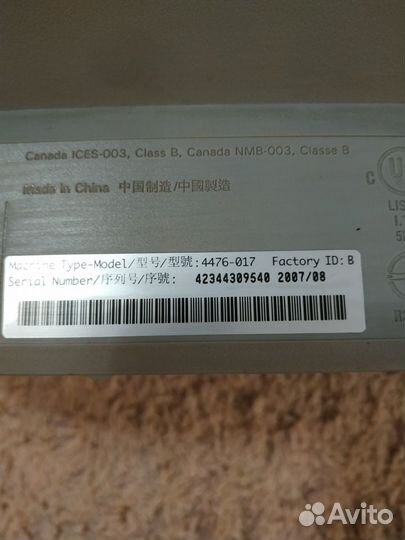 Canada ICES-003, Class B, Canada NMB-003, Classe B
Made in China 中国制造/中國製造
C U
LIS
Machine Type-Model/型号/型號:4476-017 Factory ID:B
Serial Number/序列号/序號: 42344309540 2007/08
Avito